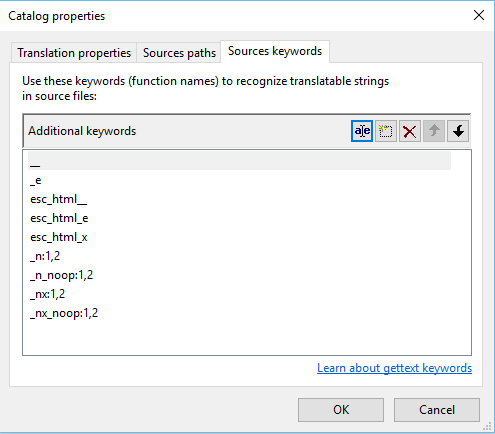 Catalog properties
Translation properties
Sources paths
Sources keywords
Use these keywords (function names) to recognize translatable strings
in source files:
Additional keywords
a|e
__
_e
esc_html__
esc_html_e
esc_html_x
_n:1,2
_n_noop:1,2
_nx:1,2
_nx_noop:1,2
Learn about gettext keywords
OK
Cancel